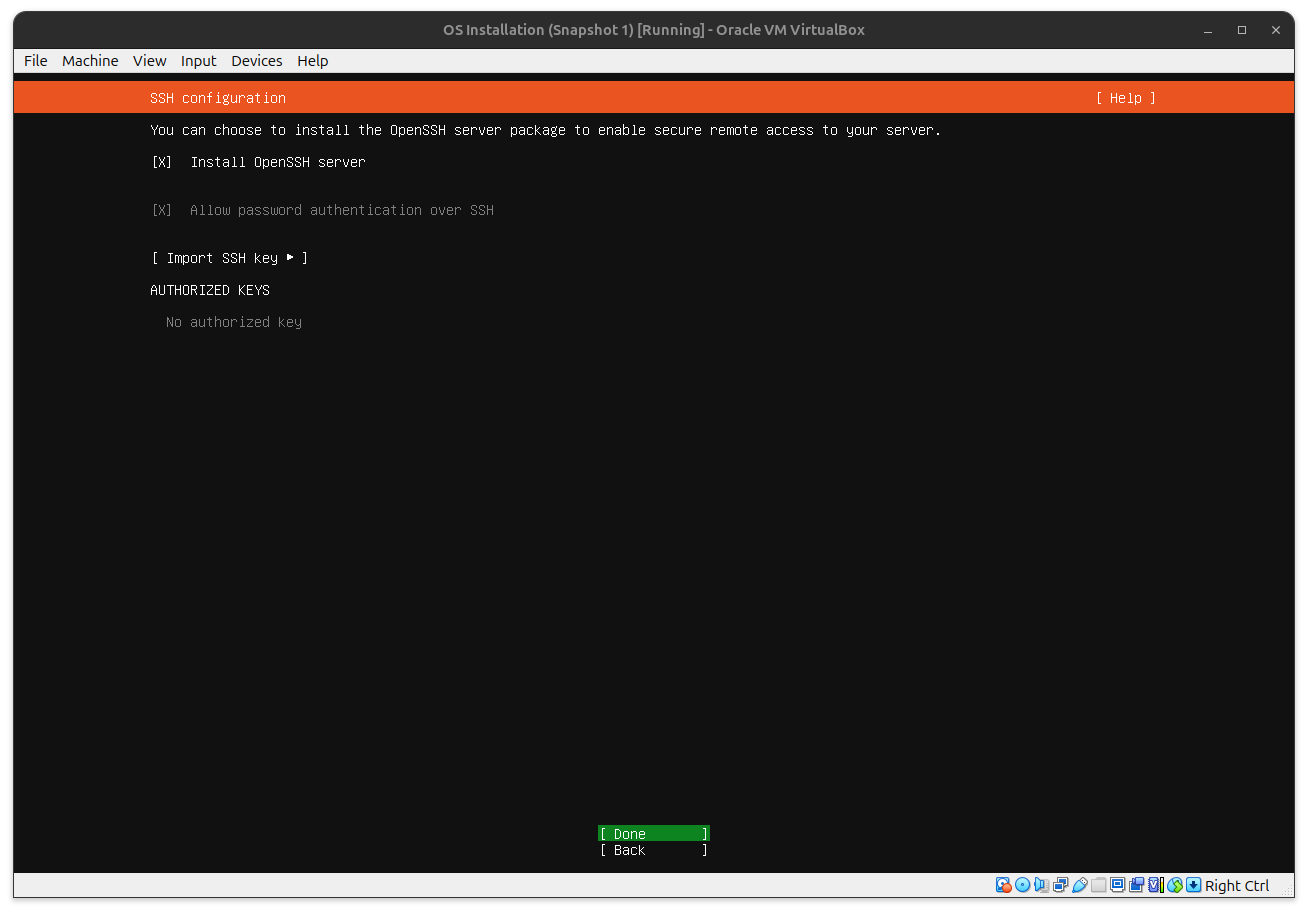 OS Installation (Snapshot 1) [Running] - Oracle VM VirtualBox
File Machine View Input Devices Help
SSH configuration [ Help ]
You can choose to install the OpenSSH server package to enable secure remote access to your server.
[X] Install OpenSSH server
[X] Allow password authentication over SSH
[ Import SSH key ▸ ]
AUTHORIZED KEYS
No authorized key
[ Done ]
[ Back ]
Right Ctrl